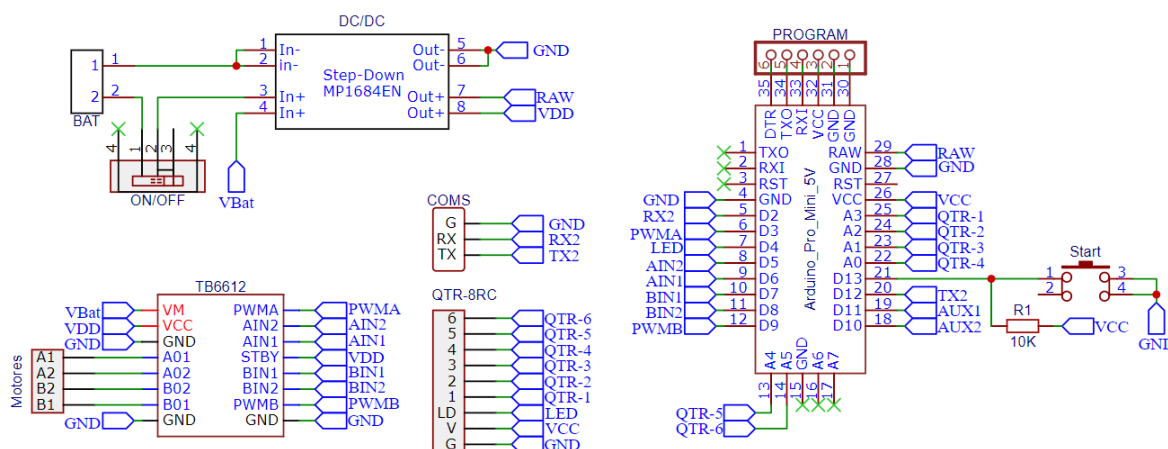 DC/DC
1 In-
2 in-
3 In+
4 In+
Step-Down
MP1684EN
Out- 5
Out- 6
Out+ 7
Out+ 8
GND
RAW
VDD
1 1
2 2
BAT
4 1 2 3 4
ON/OFF
VBat
COMS
G GND
RX RX2
TX TX2
TB6612
VBat VM
VDD VCC
GND GND
A01
A02
B02
B01
GND GND
PWMA PWMA
AIN2 AIN2
AIN1 AIN1
STBY VDD
BIN1 BIN1
BIN2 BIN2
PWMB PWMB
GND GND
Motores
A1
A2
B2
B1
QTR-8RC
6 QTR-6
5 QTR-5
4 QTR-4
3 QTR-3
2 QTR-2
1 QTR-1
LD LED
V VCC
G GND
PROGRAM
6 5 4 3 2 1
35 34 33 32 31 30
DTR TXO RXI VCC GND GND
Arduino_Pro_Mini_5V
1 TXO
2 RXI
3 RST
GND 4 GND
RX2 5 D2
PWMA 6 D3
LED 7 D4
AIN2 8 D5
AIN1 9 D6
BIN1 10 D7
BIN2 11 D8
PWMB 12 D9
RAW 29 RAW
GND 28 GND
RST 27
VCC 26 VCC
A3 25 QTR-1
A2 24 QTR-2
A1 23 QTR-3
A0 22 QTR-4
D13 21
D12 20 TX2
D11 19 AUX1
D10 18 AUX2
A4 A5 GND A6 A7
13 14 15 16 17
QTR-5
QTR-6
Start
1 3
2 4
R1
10K
VCC
GND